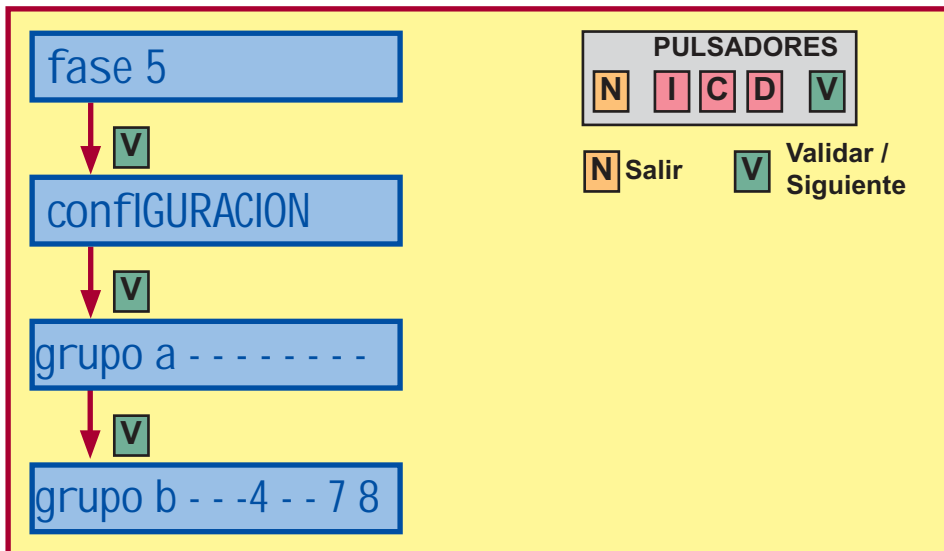 fase 5
V
confIGURACION
V
grupo a - - - - - - - -
V
grupo b - - -4 - - 7 8
PULSADORES
N I C D V
N Salir
V Validar /
Siguiente